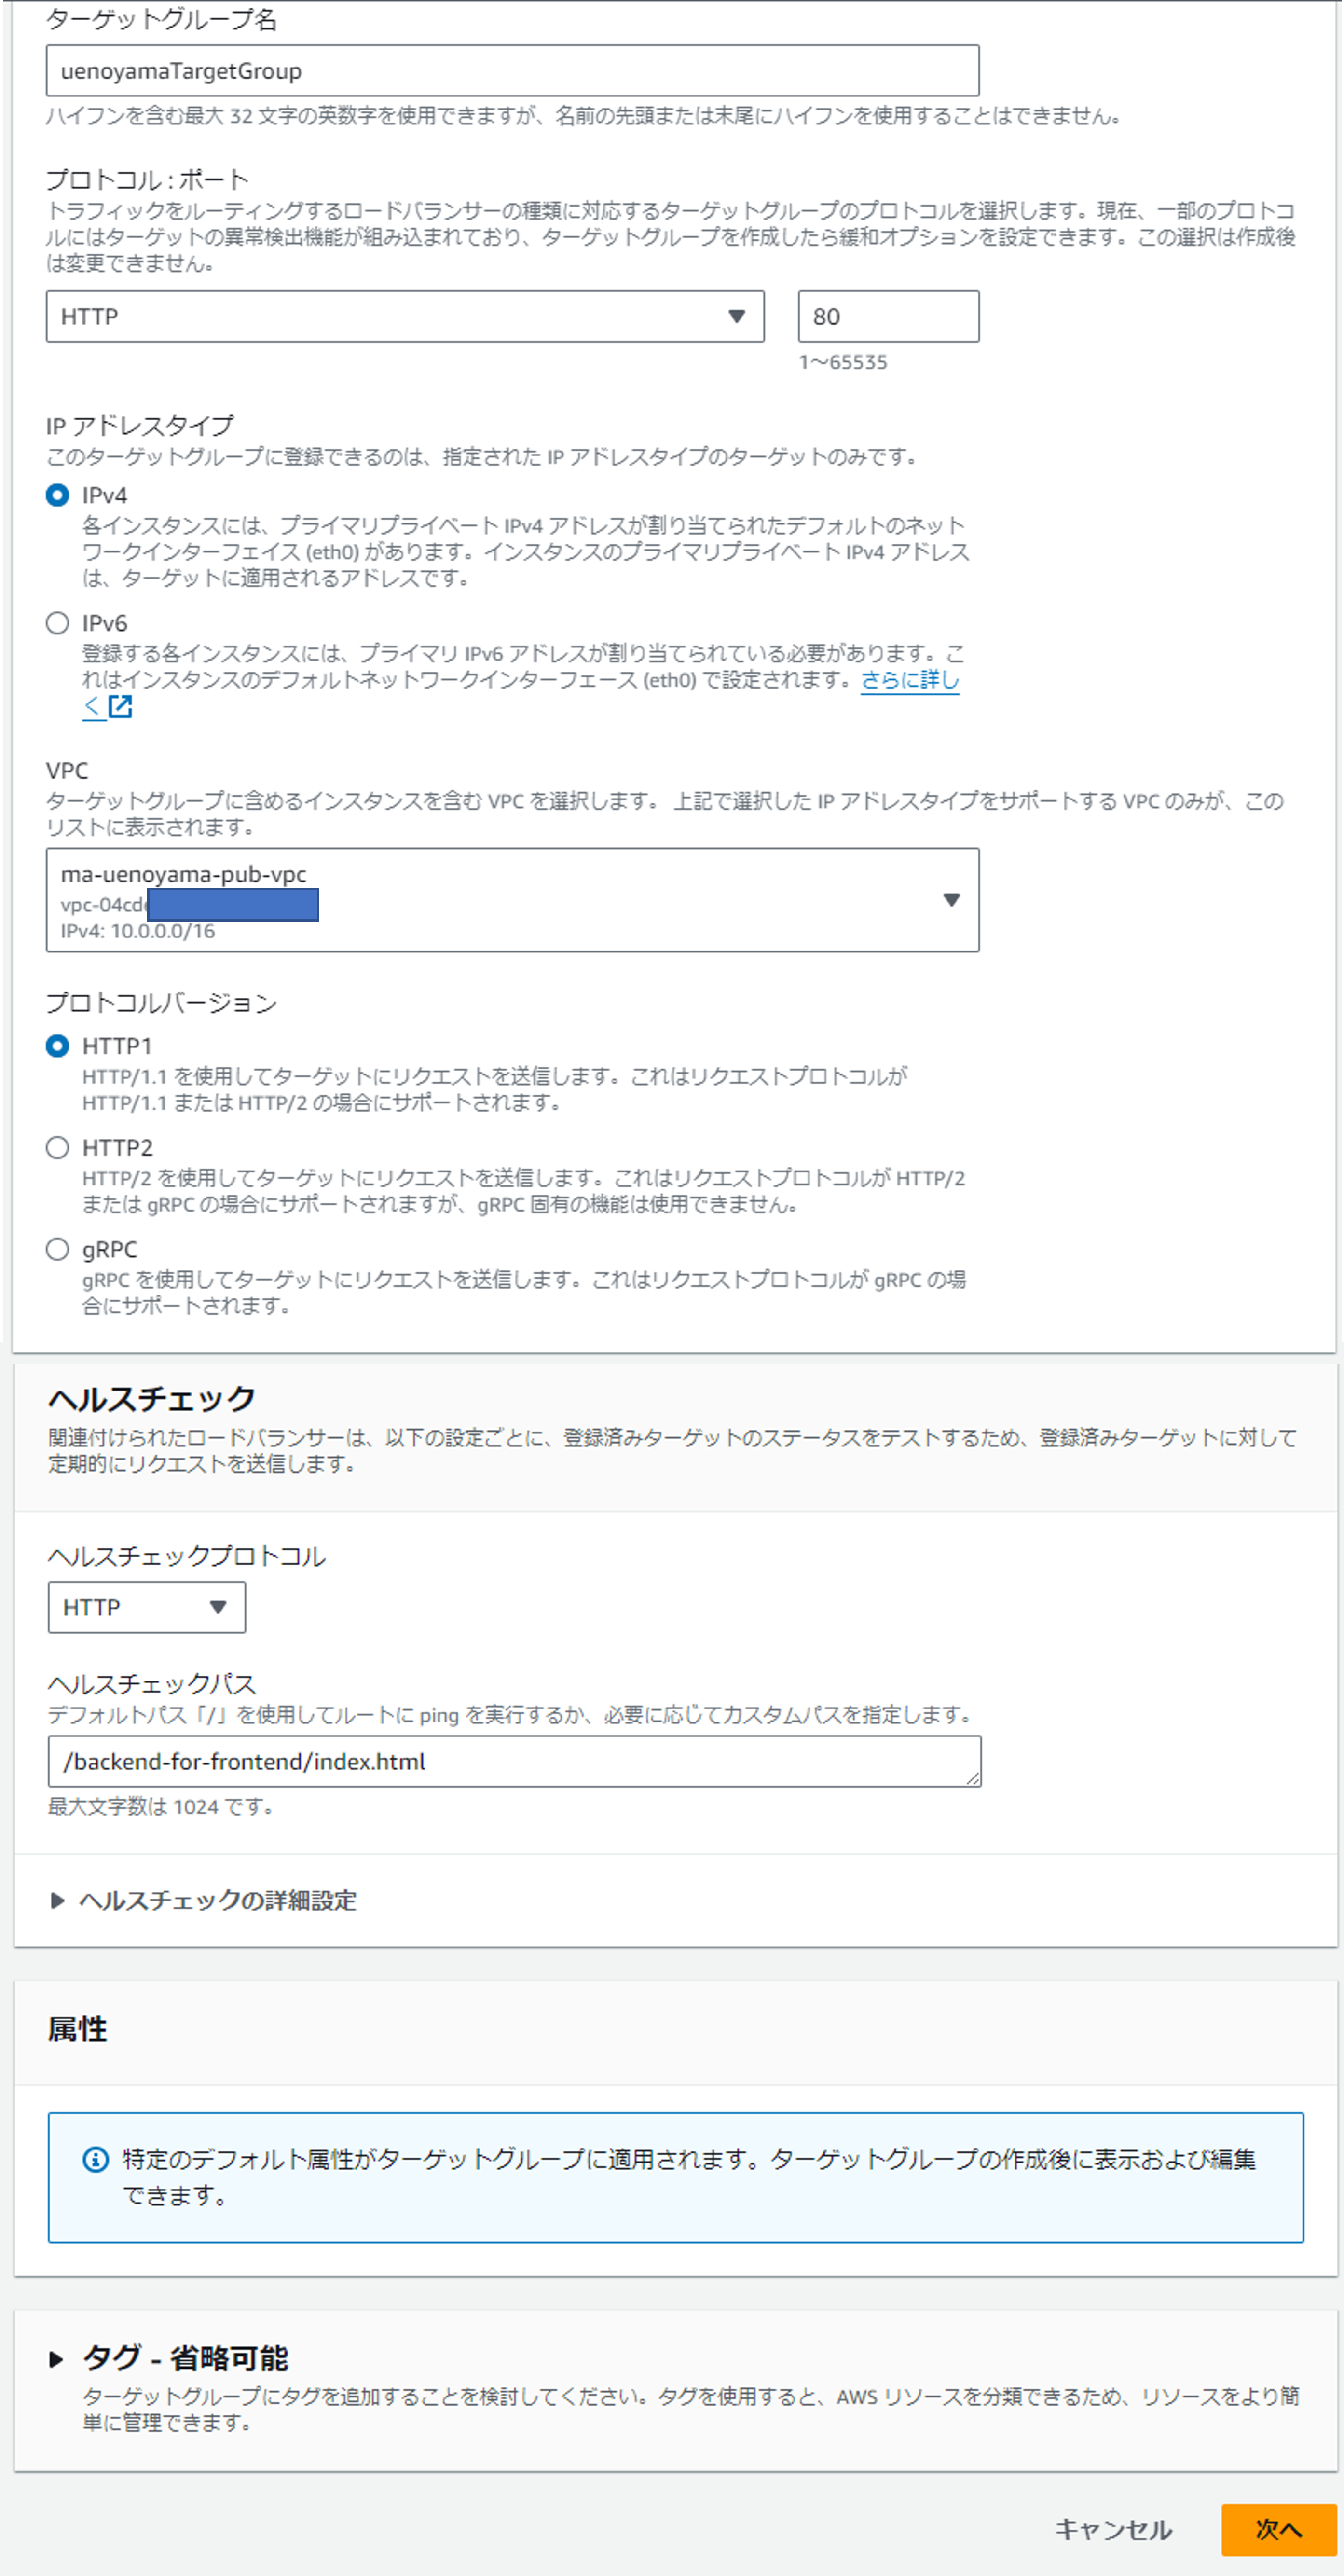 ターゲットグループ名
uenoyamaTargetGroup
ハイフンを含む最大 32 文字の英数字を使用できますが、名前の先頭または末尾にハイフンを使用することはできません。
プロトコル : ポート
トラフィックをルーティングするロードバランサーの種類に対応するターゲットグループのプロトコルを選択します。現在、一部のプロトコ
ルにはターゲットの異常検出機能が組み込まれており、ターゲットグループを作成したら緩和オプションを設定できます。この選択は作成後
は変更できません。
HTTP
80
1～65535
IP アドレスタイプ
このターゲットグループに登録できるのは、指定された IP アドレスタイプのターゲットのみです。
IPv4
各インスタンスには、プライマリプライベート IPv4 アドレスが割り当てられたデフォルトのネット
ワークインターフェイス (eth0) があります。インスタンスのプライマリプライベート IPv4 アドレス
は、ターゲットに適用されるアドレスです。
IPv6
登録する各インスタンスには、プライマリ IPv6 アドレスが割り当てられている必要があります。こ
れはインスタンスのデフォルトネットワークインターフェース (eth0) で設定されます。さらに詳し
く
VPC
ターゲットグループに含めるインスタンスを含む VPC を選択します。 上記で選択した IP アドレスタイプをサポートする VPC のみが、この
リストに表示されます。
ma-uenoyama-pub-vpc
vpc-04cd
IPv4: 10.0.0.0/16
プロトコルバージョン
HTTP1
HTTP/1.1 を使用してターゲットにリクエストを送信します。これはリクエストプロトコルが
HTTP/1.1 または HTTP/2 の場合にサポートされます。
HTTP2
HTTP/2 を使用してターゲットにリクエストを送信します。これはリクエストプロトコルが HTTP/2
または gRPC の場合にサポートされますが、gRPC 固有の機能は使用できません。
gRPC
gRPC を使用してターゲットにリクエストを送信します。これはリクエストプロトコルが gRPC の場
合にサポートされます。
ヘルスチェック
関連付けられたロードバランサーは、以下の設定ごとに、登録済みターゲットのステータスをテストするため、登録済みターゲットに対して
定期的にリクエストを送信します。
ヘルスチェックプロトコル
HTTP
ヘルスチェックパス
デフォルトパス「/」を使用してルートに ping を実行するか、必要に応じてカスタムパスを指定します。
/backend-for-frontend/index.html
最大文字数は 1024 です。
ヘルスチェックの詳細設定
属性
特定のデフォルト属性がターゲットグループに適用されます。ターゲットグループの作成後に表示および編集
できます。
タグ - 省略可能
ターゲットグループにタグを追加することを検討してください。タグを使用すると、AWS リソースを分類できるため、リソースをより簡
単に管理できます。
キャンセル
次へ